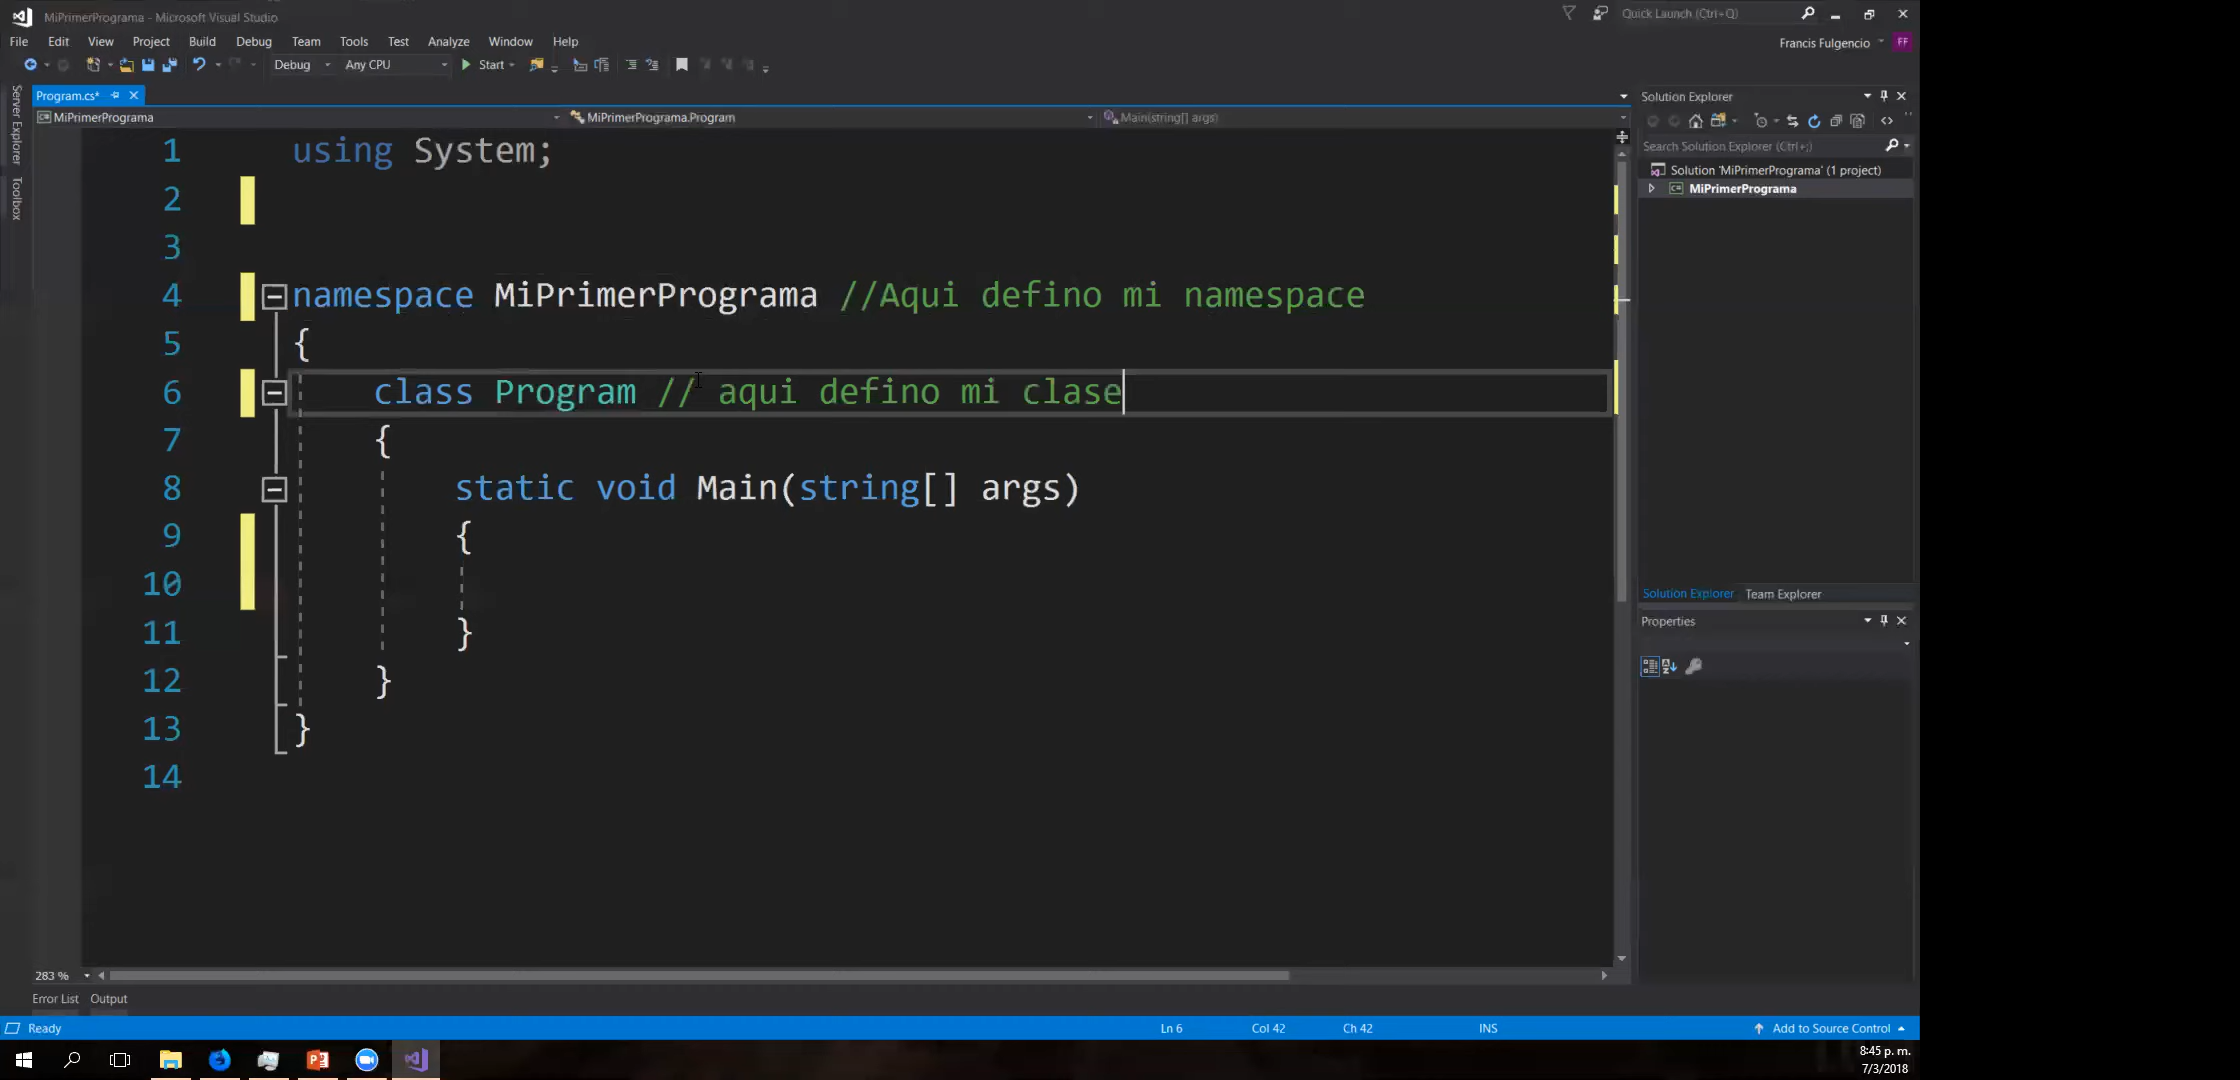 MiPrimerPrograma - Microsoft Visual Studio
Quick Launch (Ctrl+Q)
File Edit View Project Build Debug Team Tools Test Analyze Window Help
Francis Fulgencio FF
Debug Any CPU Start
Server Explorer
Toolbox
Program.cs*
MiPrimerPrograma MiPrimerPrograma.Program Main(string[] args)
1 using System;
2
3
4 namespace MiPrimerPrograma //Aqui defino mi namespace
5 {
6 class Program // aqui defino mi clase
7 {
8 static void Main(string[] args)
9 {
10
11 }
12 }
13 }
14
283 %
Error List Output
Solution Explorer
Search Solution Explorer (Ctrl+;)
Solution 'MiPrimerPrograma' (1 project)
MiPrimerPrograma
Solution Explorer Team Explorer
Properties
Ready Ln 6 Col 42 Ch 42 INS Add to Source Control
8:45 p. m.
7/3/2018